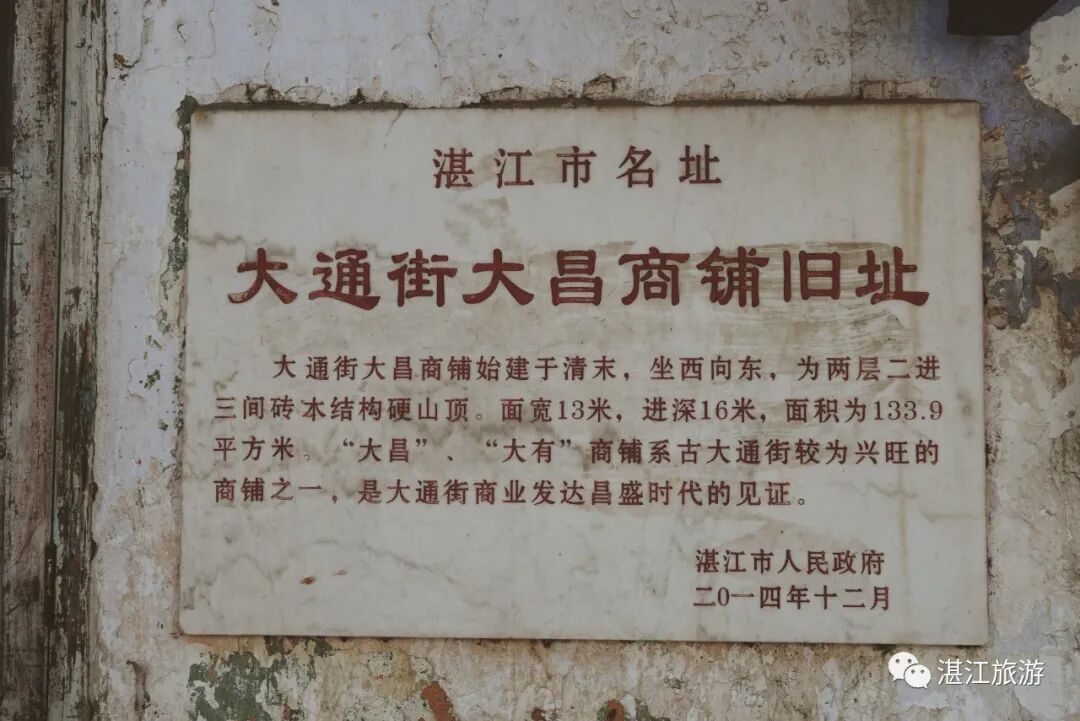 湛江市名址
大通街大昌商铺旧址
大通街大昌商铺始建于清末，坐西向东，为两层二进
三间砖本结构硬山顶。面宽13米，进深16米，面积为133.9
平方米。“大昌”、“大有”商铺系古大通街较为兴旺的
商铺之一，是大通街商业发达昌盛时代的见证。
湛江市人民政府
二0一四年十二月
湛江旅游